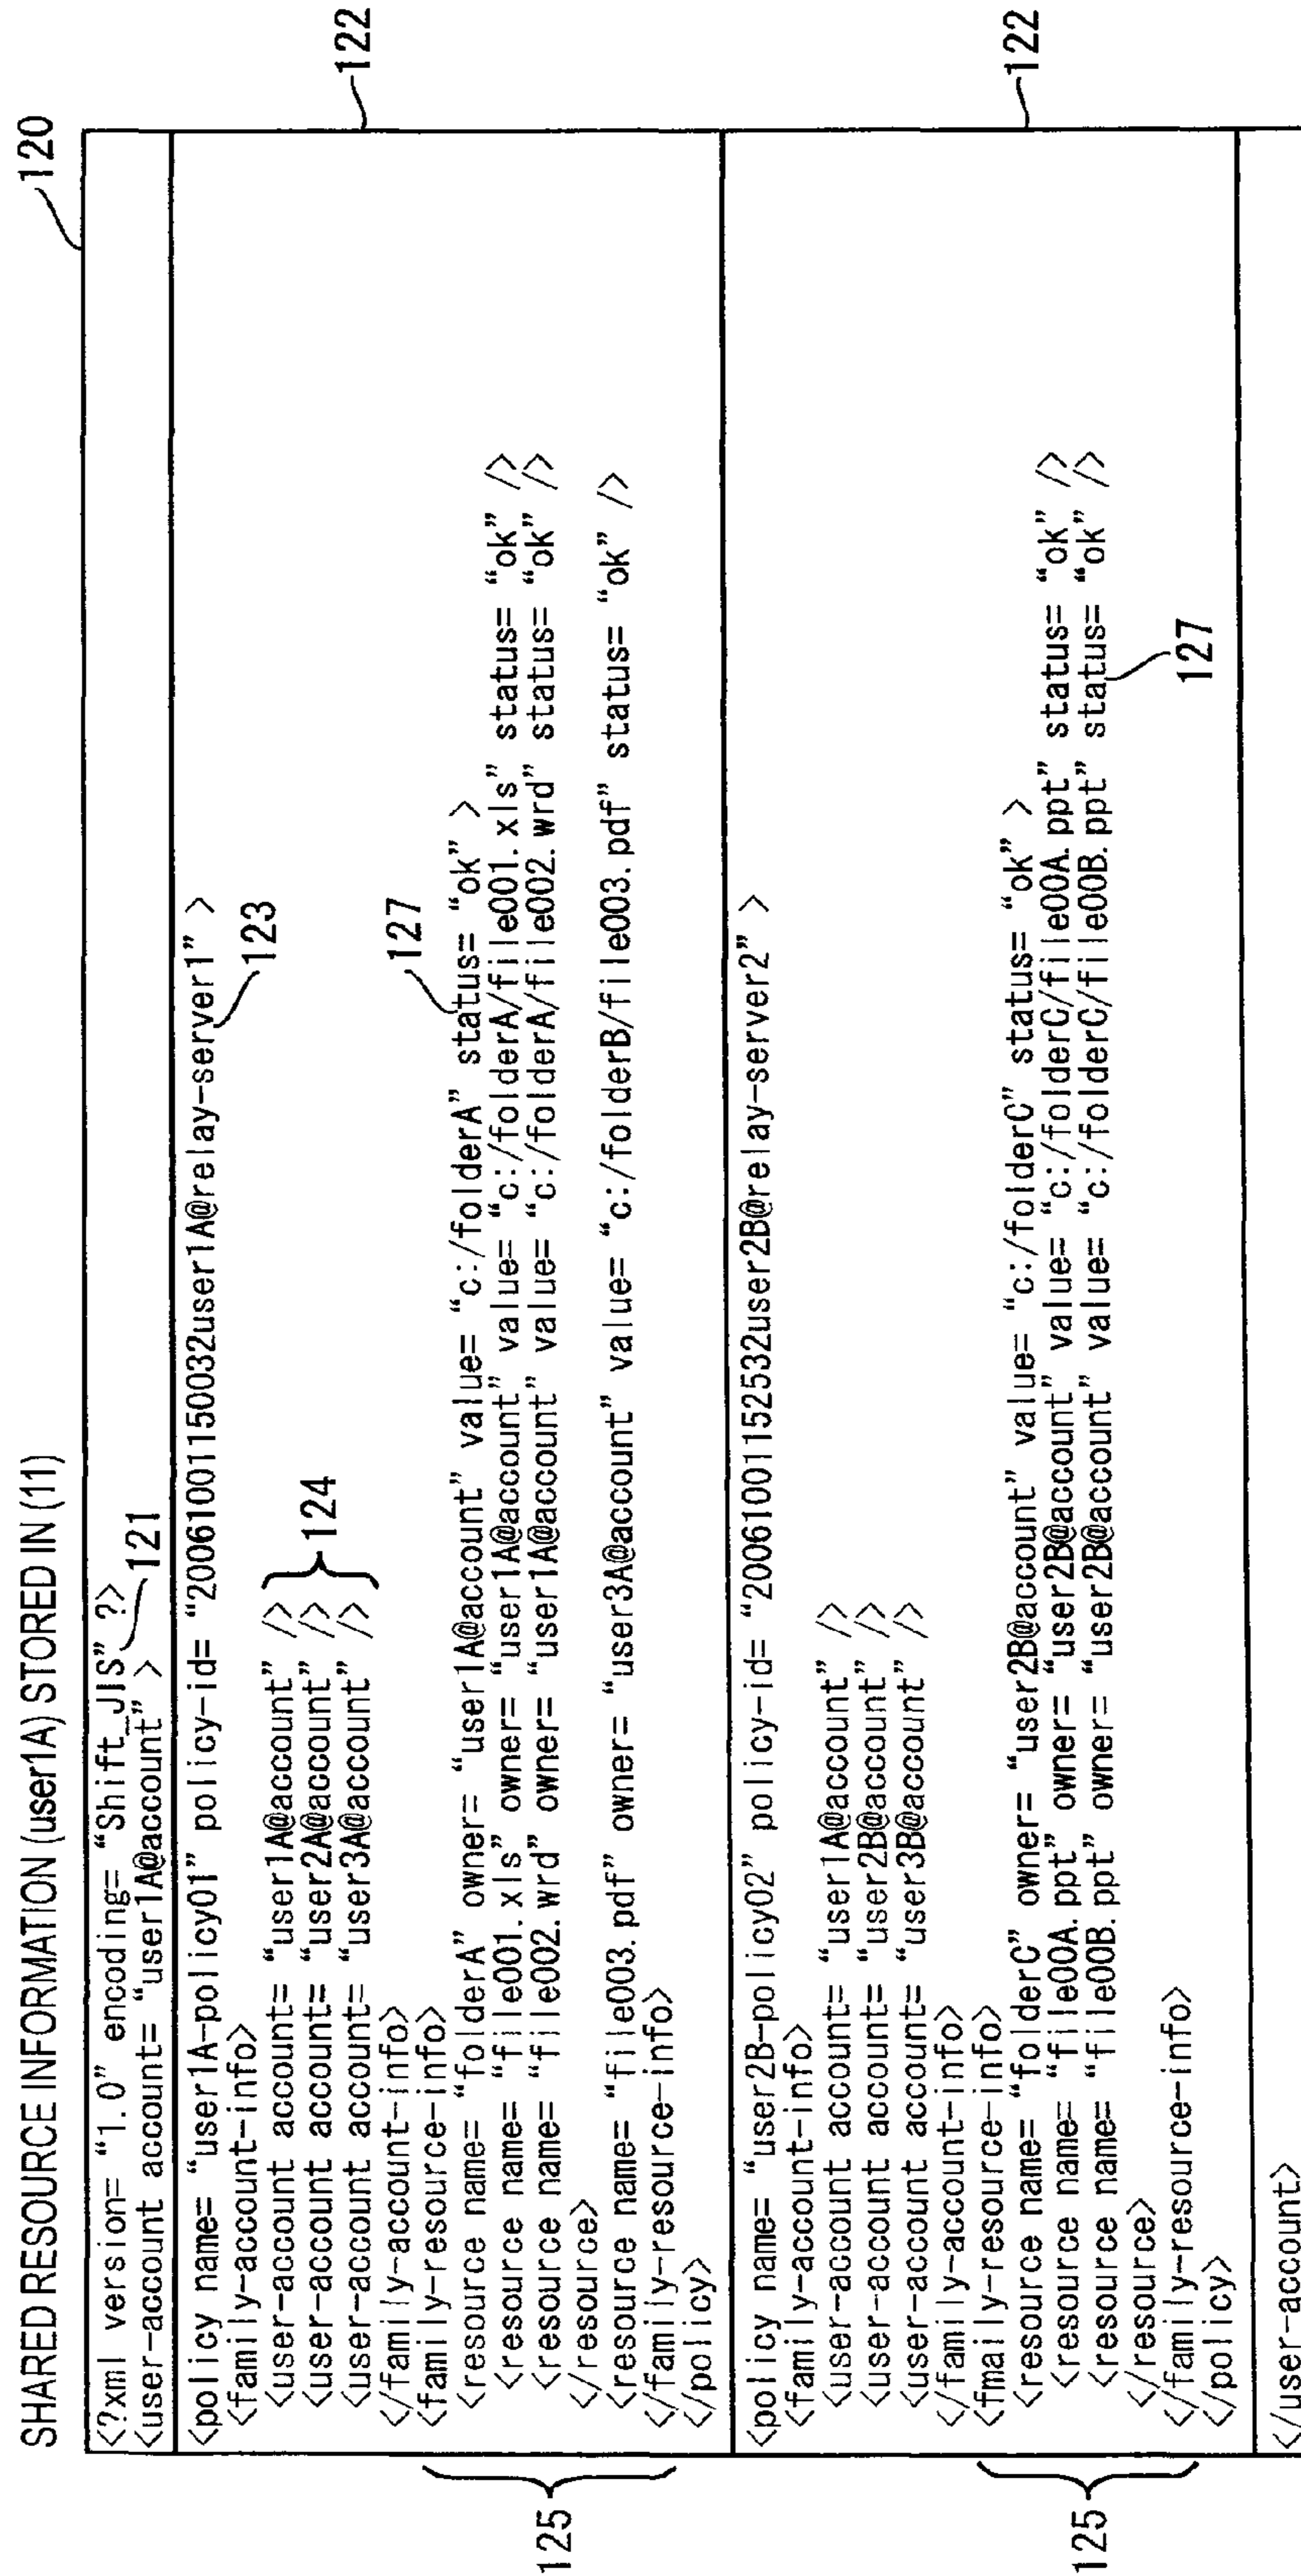 SHARED RESOURCE INFORMATION (user1A) STORED IN (11)
120
<?xml version= “1.0” encoding= “Shift_JIS” ?>
<user-account account= “user1A@account” >
121
<policy name= “user1A-policy01” policy-id= “20061001150032user1A@relay-server1” >
122
123
<family-account-info>
<user-account account= “user1A@account” />
<user-account account= “user2A@account” />
<user-account account= “user3A@account” />
124
</family-account-info>
<family-resource-info>
127
<resource name= “folderA” owner= “user1A@account” value= “c:/folderA” status= “ok” >
<resource name= “file001.xls” owner= “user1A@account” value= “c:/folderA/file001.xls” status= “ok” />
<resource name= “file002.wrd” owner= “user1A@account” value= “c:/folderA/file002.wrd” status= “ok” />
</resource>
<resource name= “file003.pdf” owner= “user3A@account” value= “c:/folderB/file003.pdf” status= “ok” />
</family-resource-info>
125
</policy>
<policy name= “user2B-policy02” policy-id= “20061001152532user2B@relay-server2” >
122
<family-account-info>
<user-account account= “user1A@account” />
<user-account account= “user2B@account” />
<user-account account= “user3B@account” />
</family-account-info>
<fmaily-resource-info>
<resource name= “folderC” owner= “user2B@account” value= “c:/folderC” status= “ok” >
<resource name= “file00A.ppt” owner= “user2B@account” value= “c:/folderC/file00A.ppt” status= “ok” />
<resource name= “file00B.ppt” owner= “user2B@account” value= “c:/folderC/file00B.ppt” status= “ok” />
127
</resource>
</family-resource-info>
125
</policy>
</user-account>